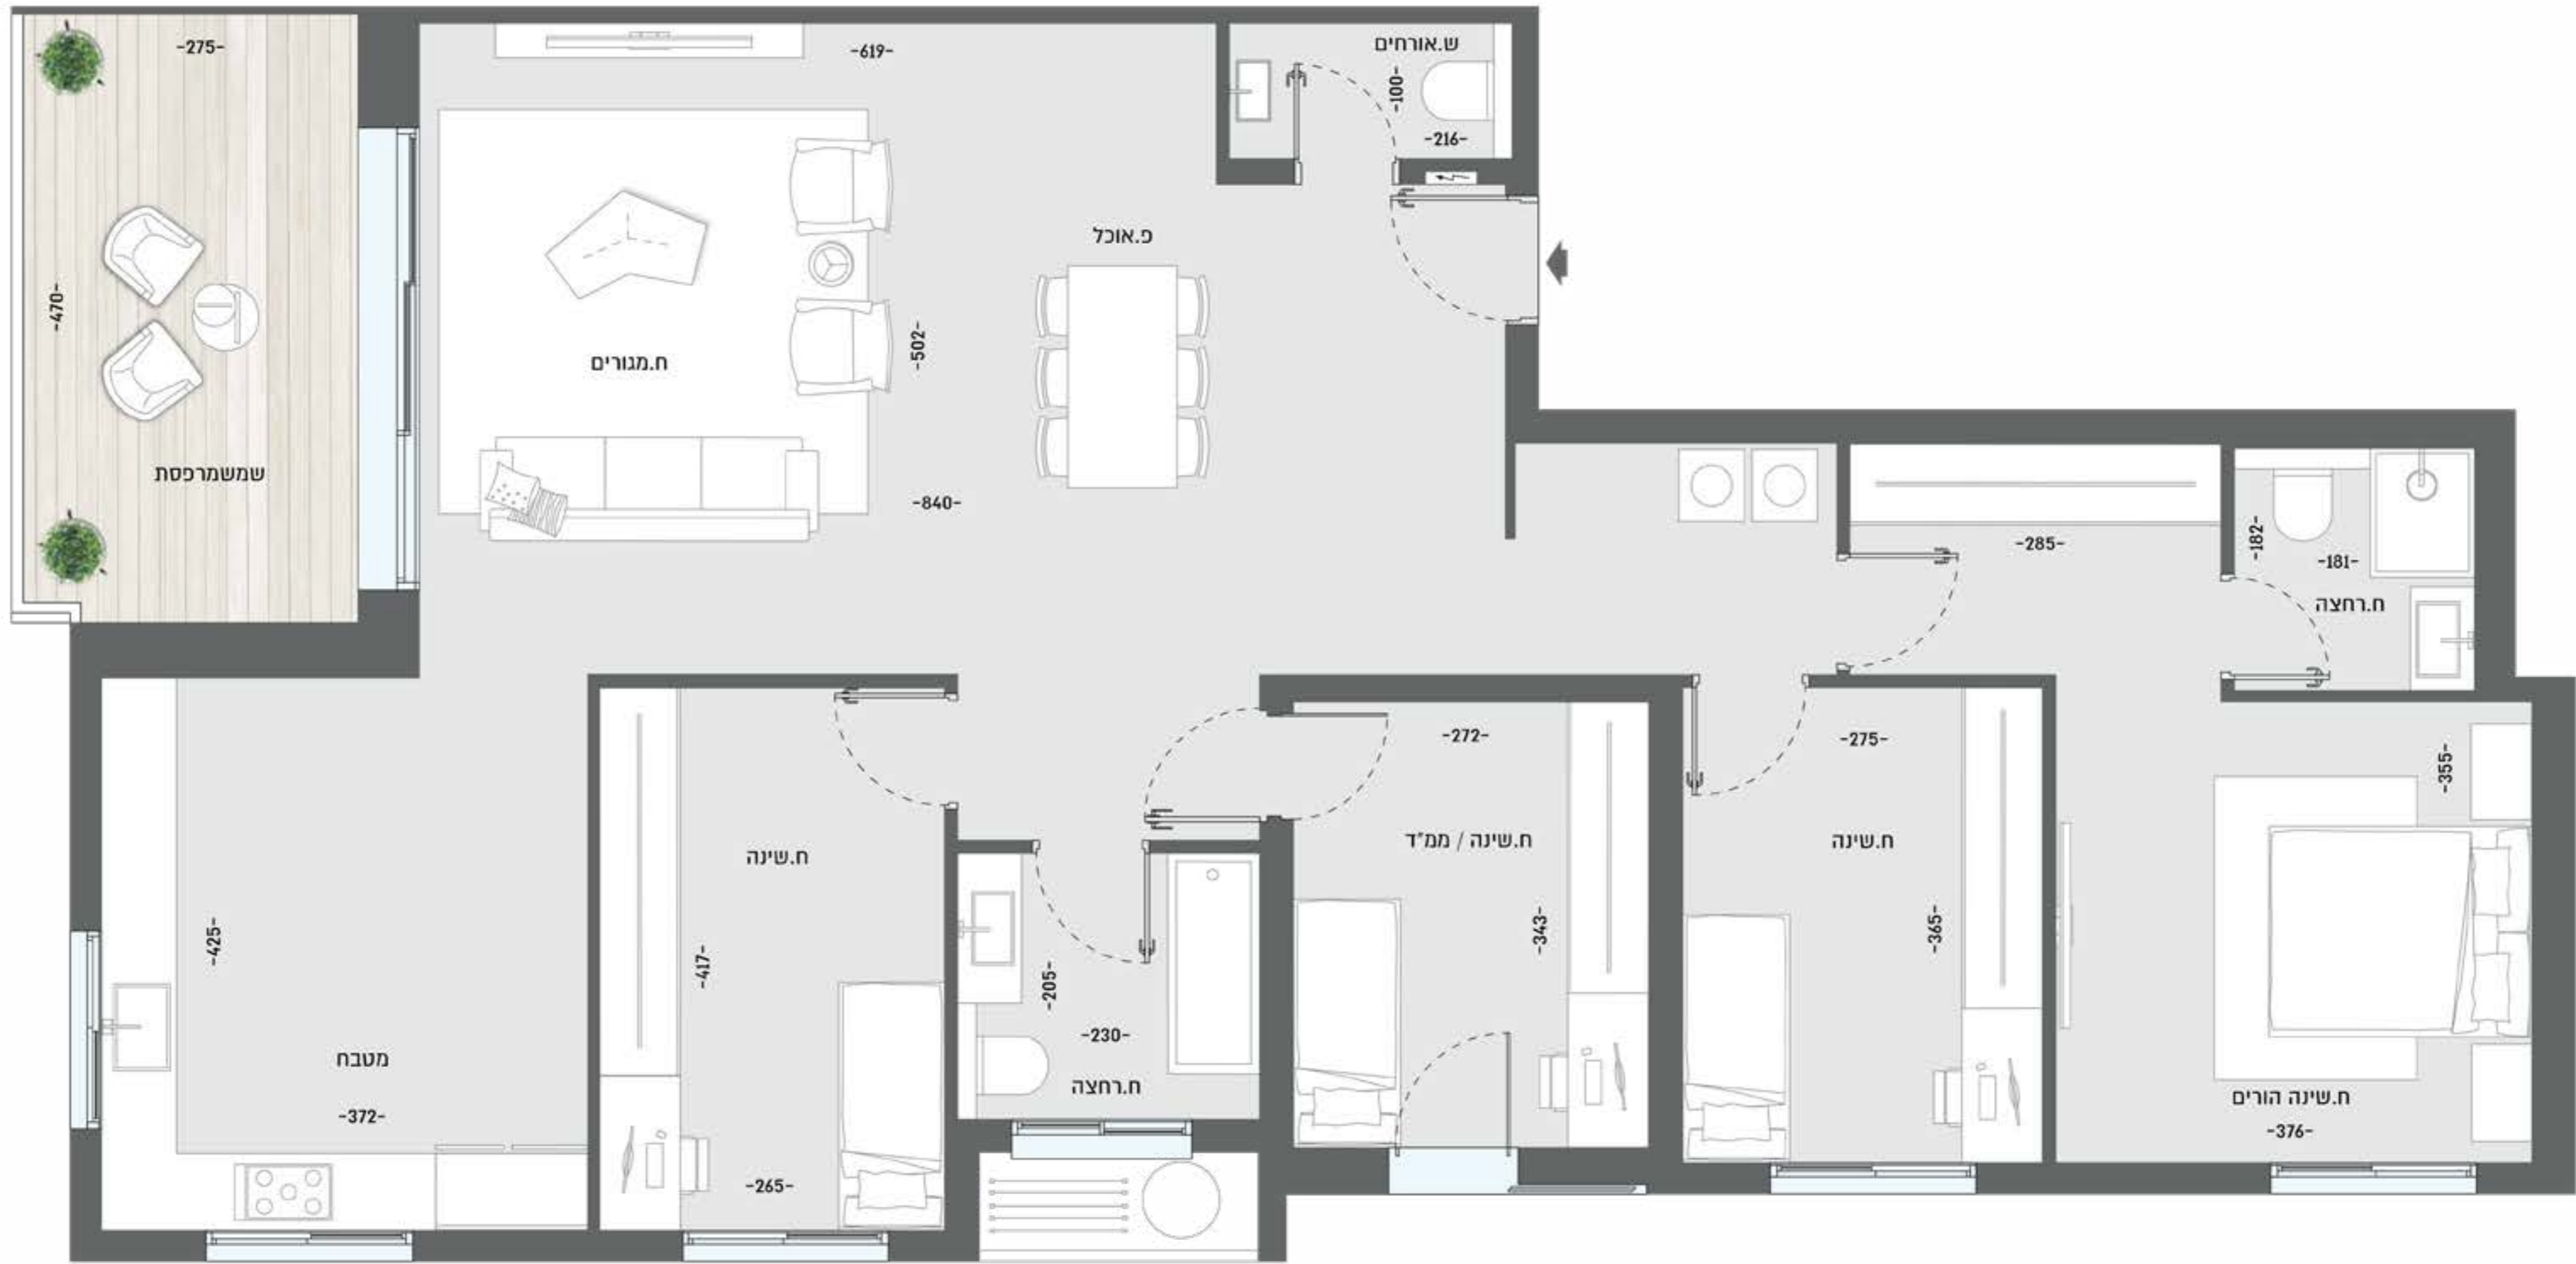 -275-
-619-
ש.אורחים
-100-
-216-
פ.אוכל
-470-
-502-
ח.מגורים
שמשמרפסת
-840-
-285-
-182-
-181-
ח.רחצה
-272-
-275-
-355-
ח.שינה
ח.שינה / ממ"ד
ח.שינה
-425-
-417-
-205-
-343-
-365-
-230-
מטבח
ח.רחצה
-372-
ח.שינה הורים
-376-
-265-